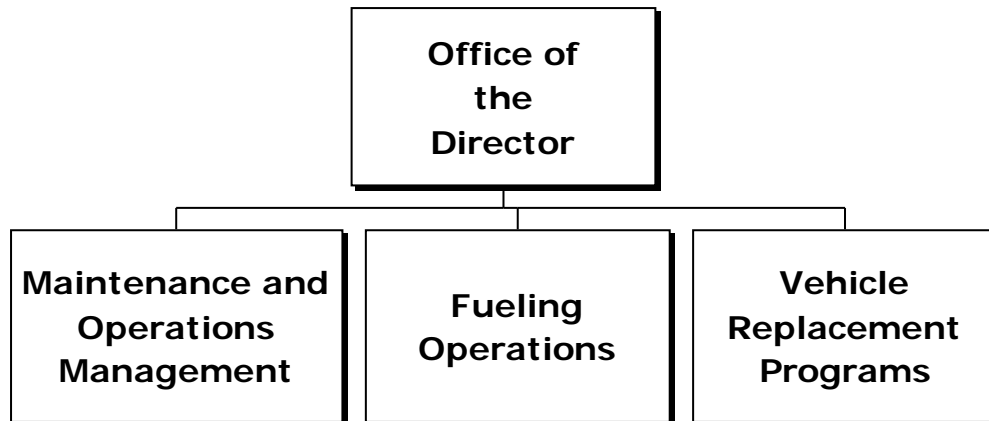 Office of
the
Director
Maintenance and
Operations
Management
Fueling
Operations
Vehicle
Replacement
Programs